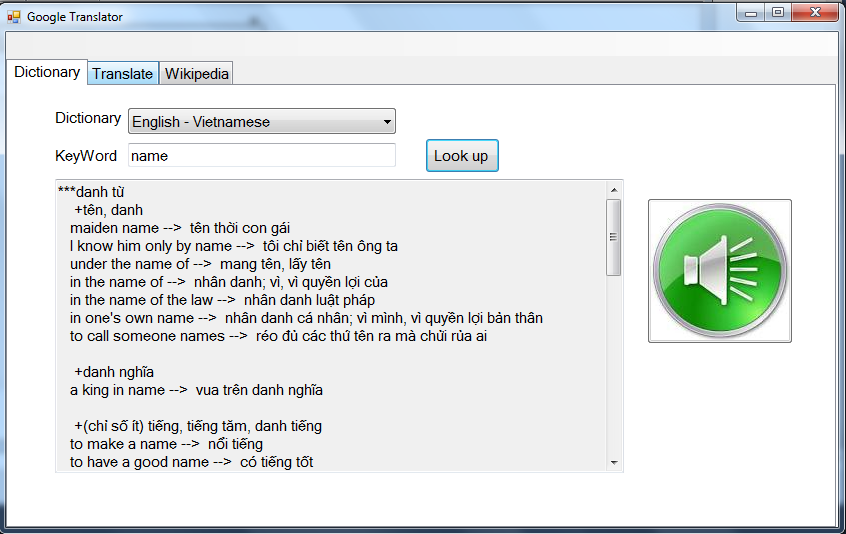 Google Translator
Dictionary Translate Wikipedia
Dictionary English - Vietnamese
KeyWord name Look up
***danh từ
+tên, danh
maiden name --> tên thời con gái
I know him only by name --> tôi chỉ biết tên ông ta
under the name of --> mang tên, lấy tên
in the name of --> nhân danh; vì, vì quyền lợi của
in the name of the law --> nhân danh luật pháp
in one's own name --> nhân danh cá nhân; vì mình, vì quyền lợi bản thân
to call someone names --> réo đủ các thứ tên ra mà chửi rủa ai
+danh nghĩa
a king in name --> vua trên danh nghĩa
+(chỉ số ít) tiếng, tiếng tăm, danh tiếng
to make a name --> nổi tiếng
to have a good name --> có tiếng tốt